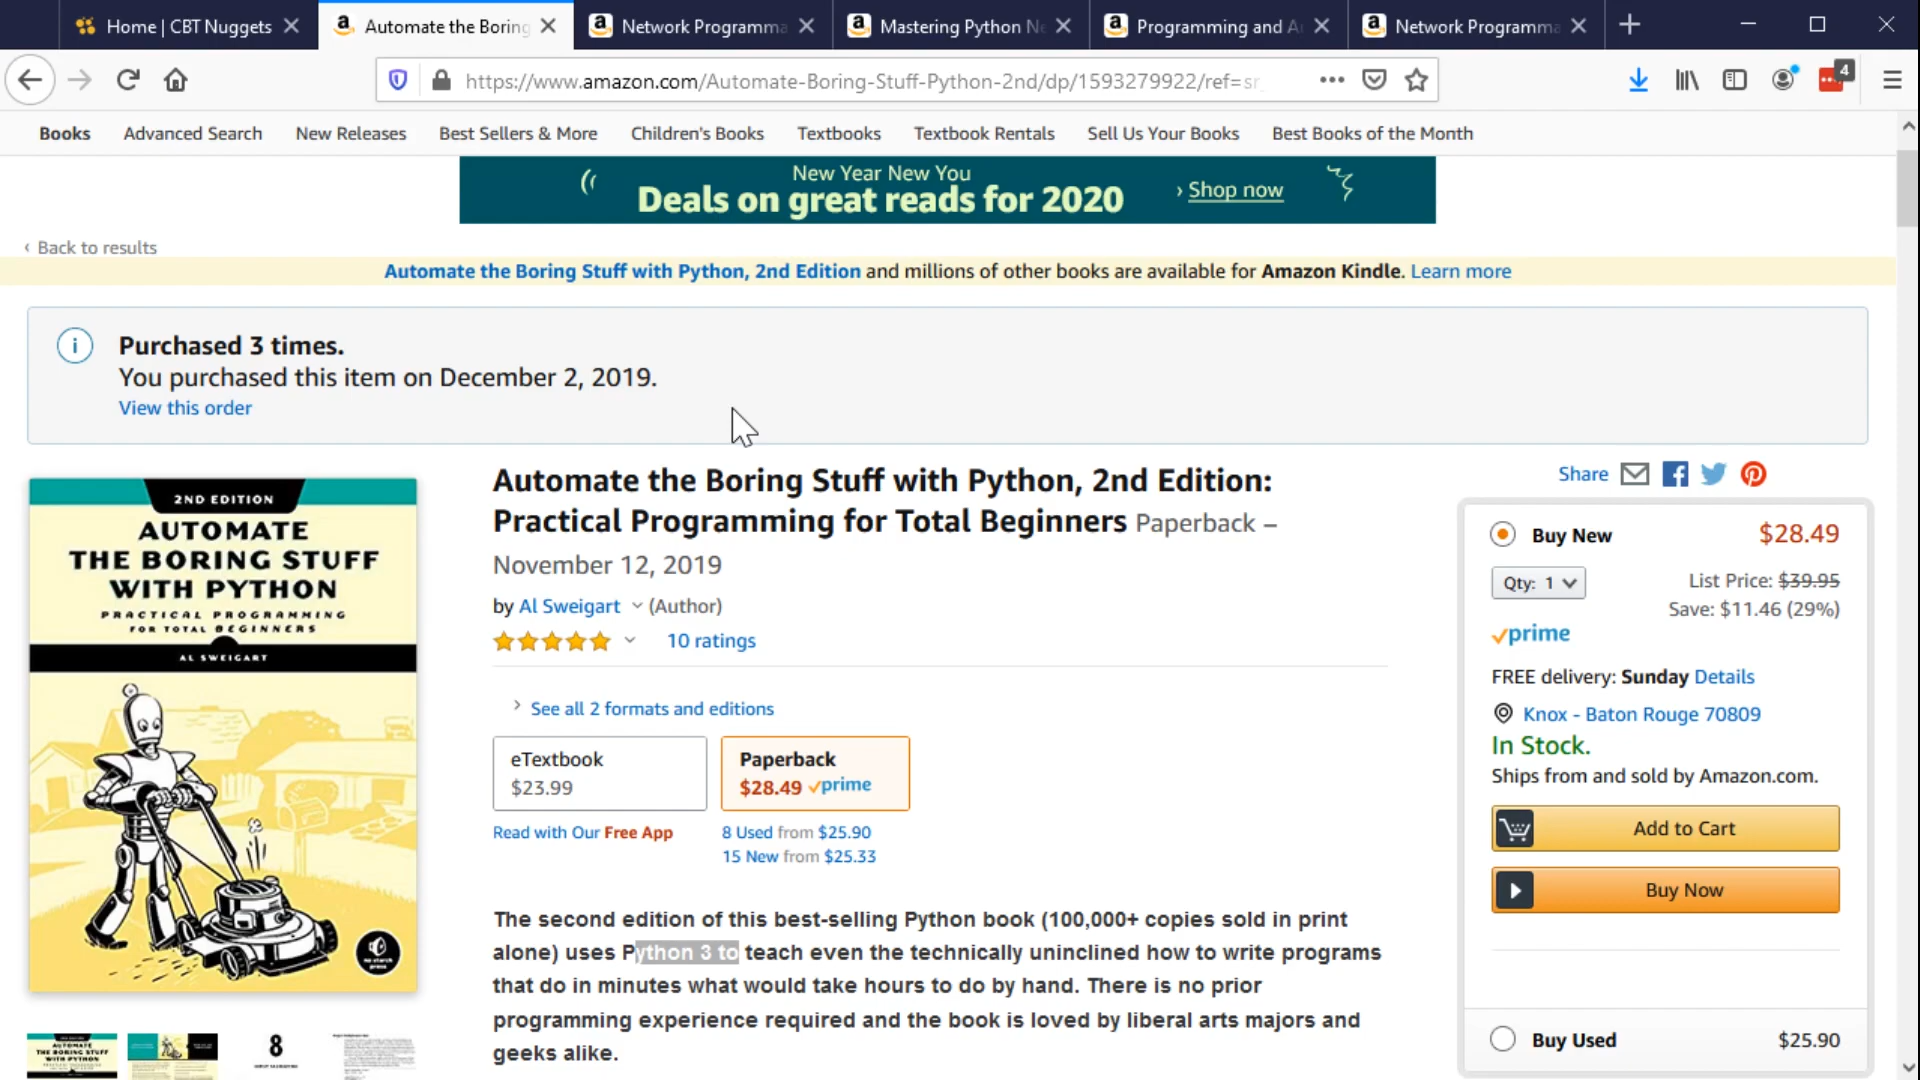 Home | CBT Nuggets
Automate the Boring
Network Programma
Mastering Python Ne
Programming and Au
Network Programma
https://www.amazon.com/Automate-Boring-Stuff-Python-2nd/dp/1593279922/ref=sr_
4
Books
Advanced Search
New Releases
Best Sellers & More
Children's Books
Textbooks
Textbook Rentals
Sell Us Your Books
Best Books of the Month
New Year New You
Deals on great reads for 2020
› Shop now
‹ Back to results
Automate the Boring Stuff with Python, 2nd Edition and millions of other books are available for Amazon Kindle. Learn more
Purchased 3 times.
You purchased this item on December 2, 2019.
View this order
2ND EDITION
AUTOMATE
THE BORING STUFF
WITH PYTHON
PRACTICAL PROGRAMMING
FOR TOTAL BEGINNERS
AL SWEIGART
no starch
press
Automate the Boring Stuff with Python, 2nd Edition:
Practical Programming for Total Beginners Paperback –
November 12, 2019
by Al Sweigart (Author)
10 ratings
See all 2 formats and editions
eTextbook
$23.99
Paperback
$28.49 prime
Read with Our Free App
8 Used from $25.90
15 New from $25.33
The second edition of this best-selling Python book (100,000+ copies sold in print
alone) uses Python 3 to teach even the technically uninclined how to write programs
that do in minutes what would take hours to do by hand. There is no prior
programming experience required and the book is loved by liberal arts majors and
geeks alike.
Share
Buy New
$28.49
Qty: 1
List Price: $39.95
Save: $11.46 (29%)
prime
FREE delivery: Sunday Details
Knox - Baton Rouge 70809
In Stock.
Ships from and sold by Amazon.com.
Add to Cart
Buy Now
Buy Used
$25.90
AUTOMATE
THE BORING STUFF
WITH PYTHON
8